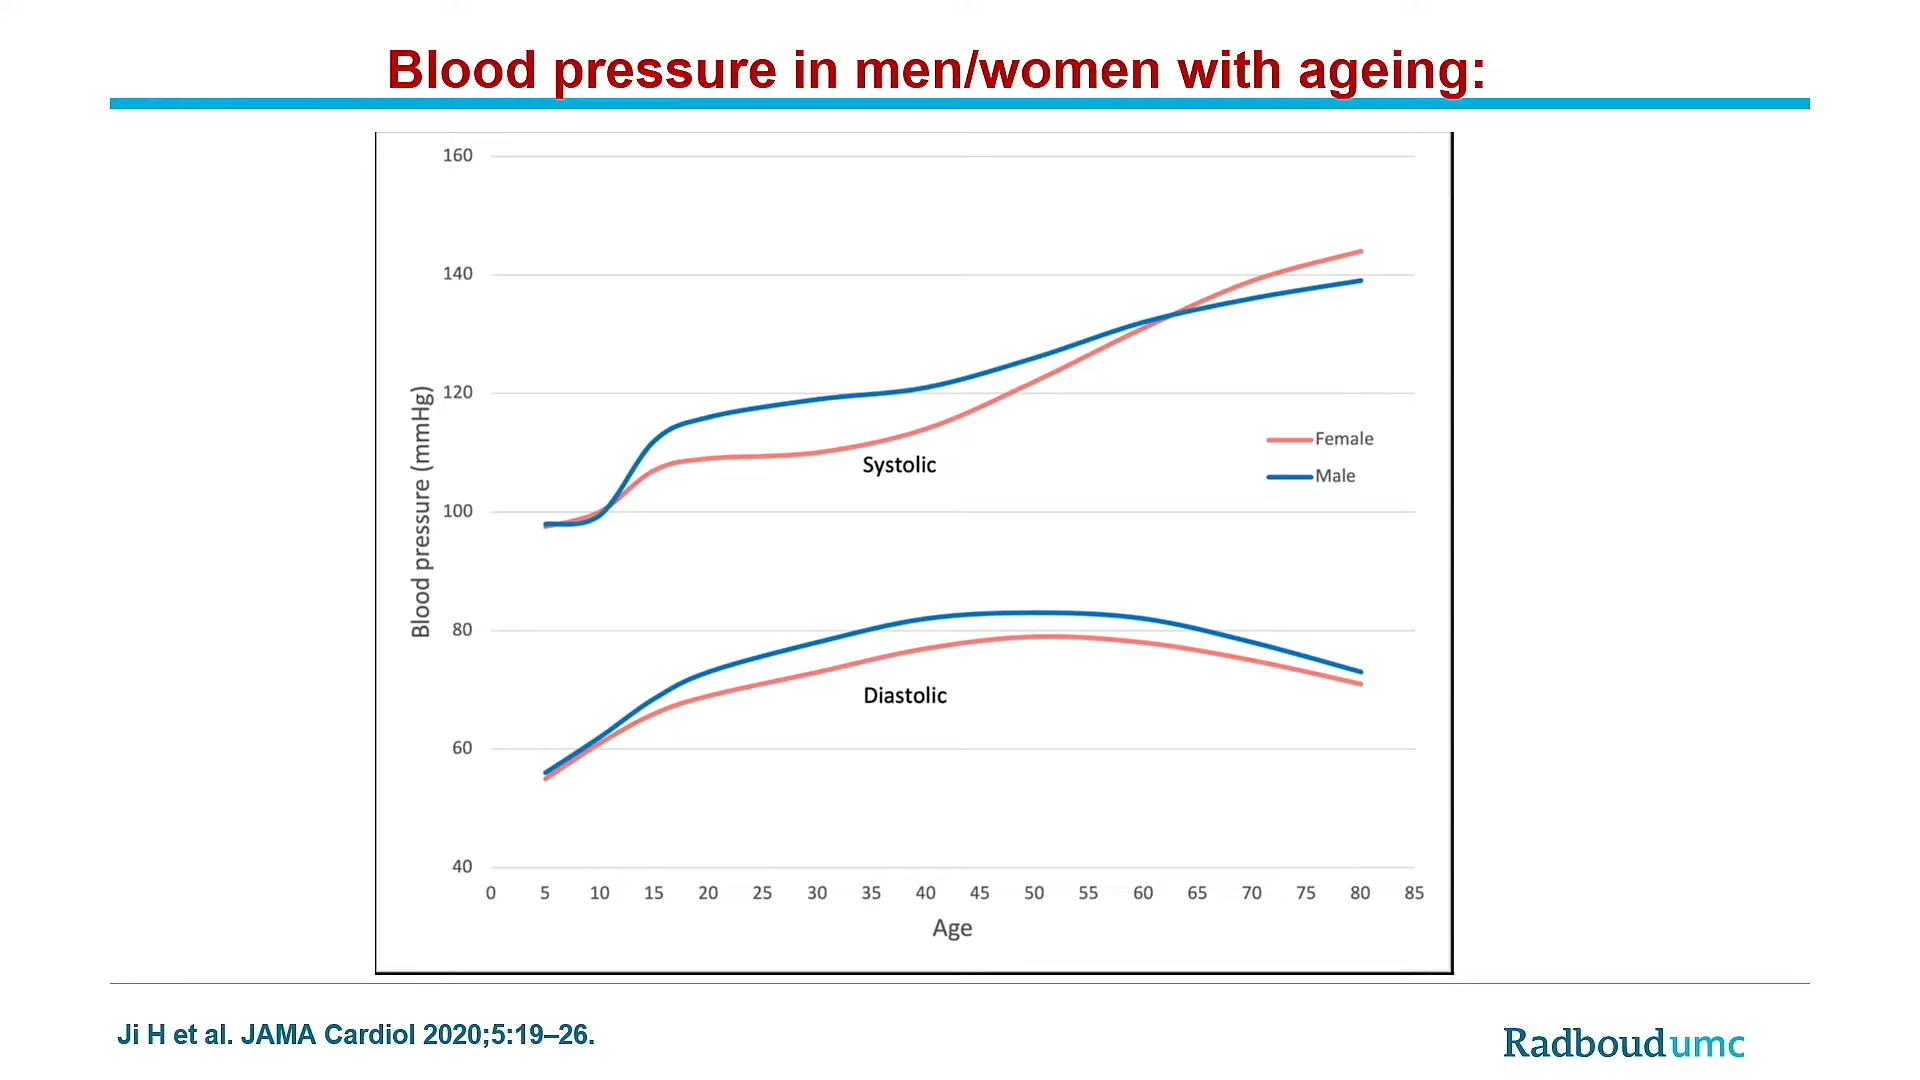 Blood pressure in men/women with ageing:
160
140
120
100
80
60
40
Blood pressure (mmHg)
Systolic
Diastolic
Female
Male
0 5 10 15 20 25 30 35 40 45 50 55 60 65 70 75 80 85
Age
Ji H et al. JAMA Cardiol 2020;5:19–26.
Radboudumc